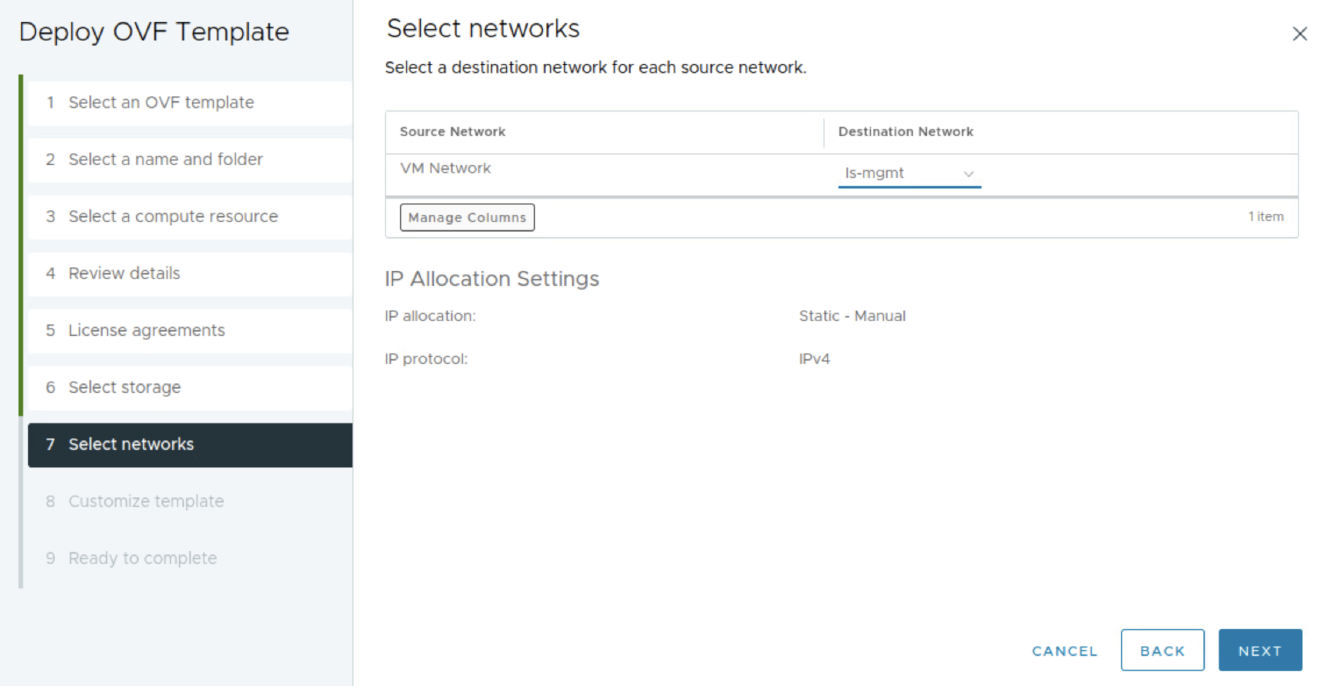 Deploy OVF Template
1 Select an OVF template
2 Select a name and folder
3 Select a compute resource
4 Review details
5 License agreements
6 Select storage
7 Select networks
8 Customize template
9 Ready to complete
Select networks
Select a destination network for each source network.
Source Network Destination Network
VM Network ls-mgmt
Manage Columns 1 item
IP Allocation Settings
IP allocation: Static - Manual
IP protocol: IPv4
CANCEL BACK NEXT